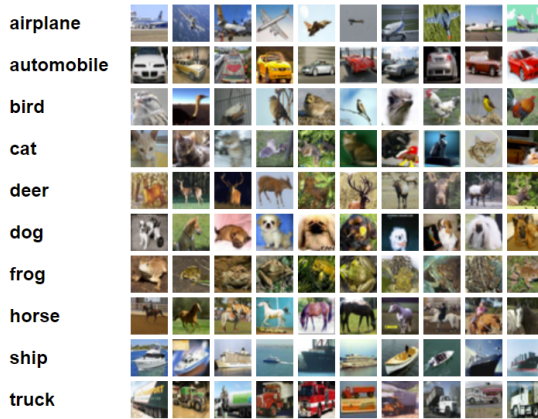 airplane
automobile
bird
cat
deer
dog
frog
horse
ship
truck